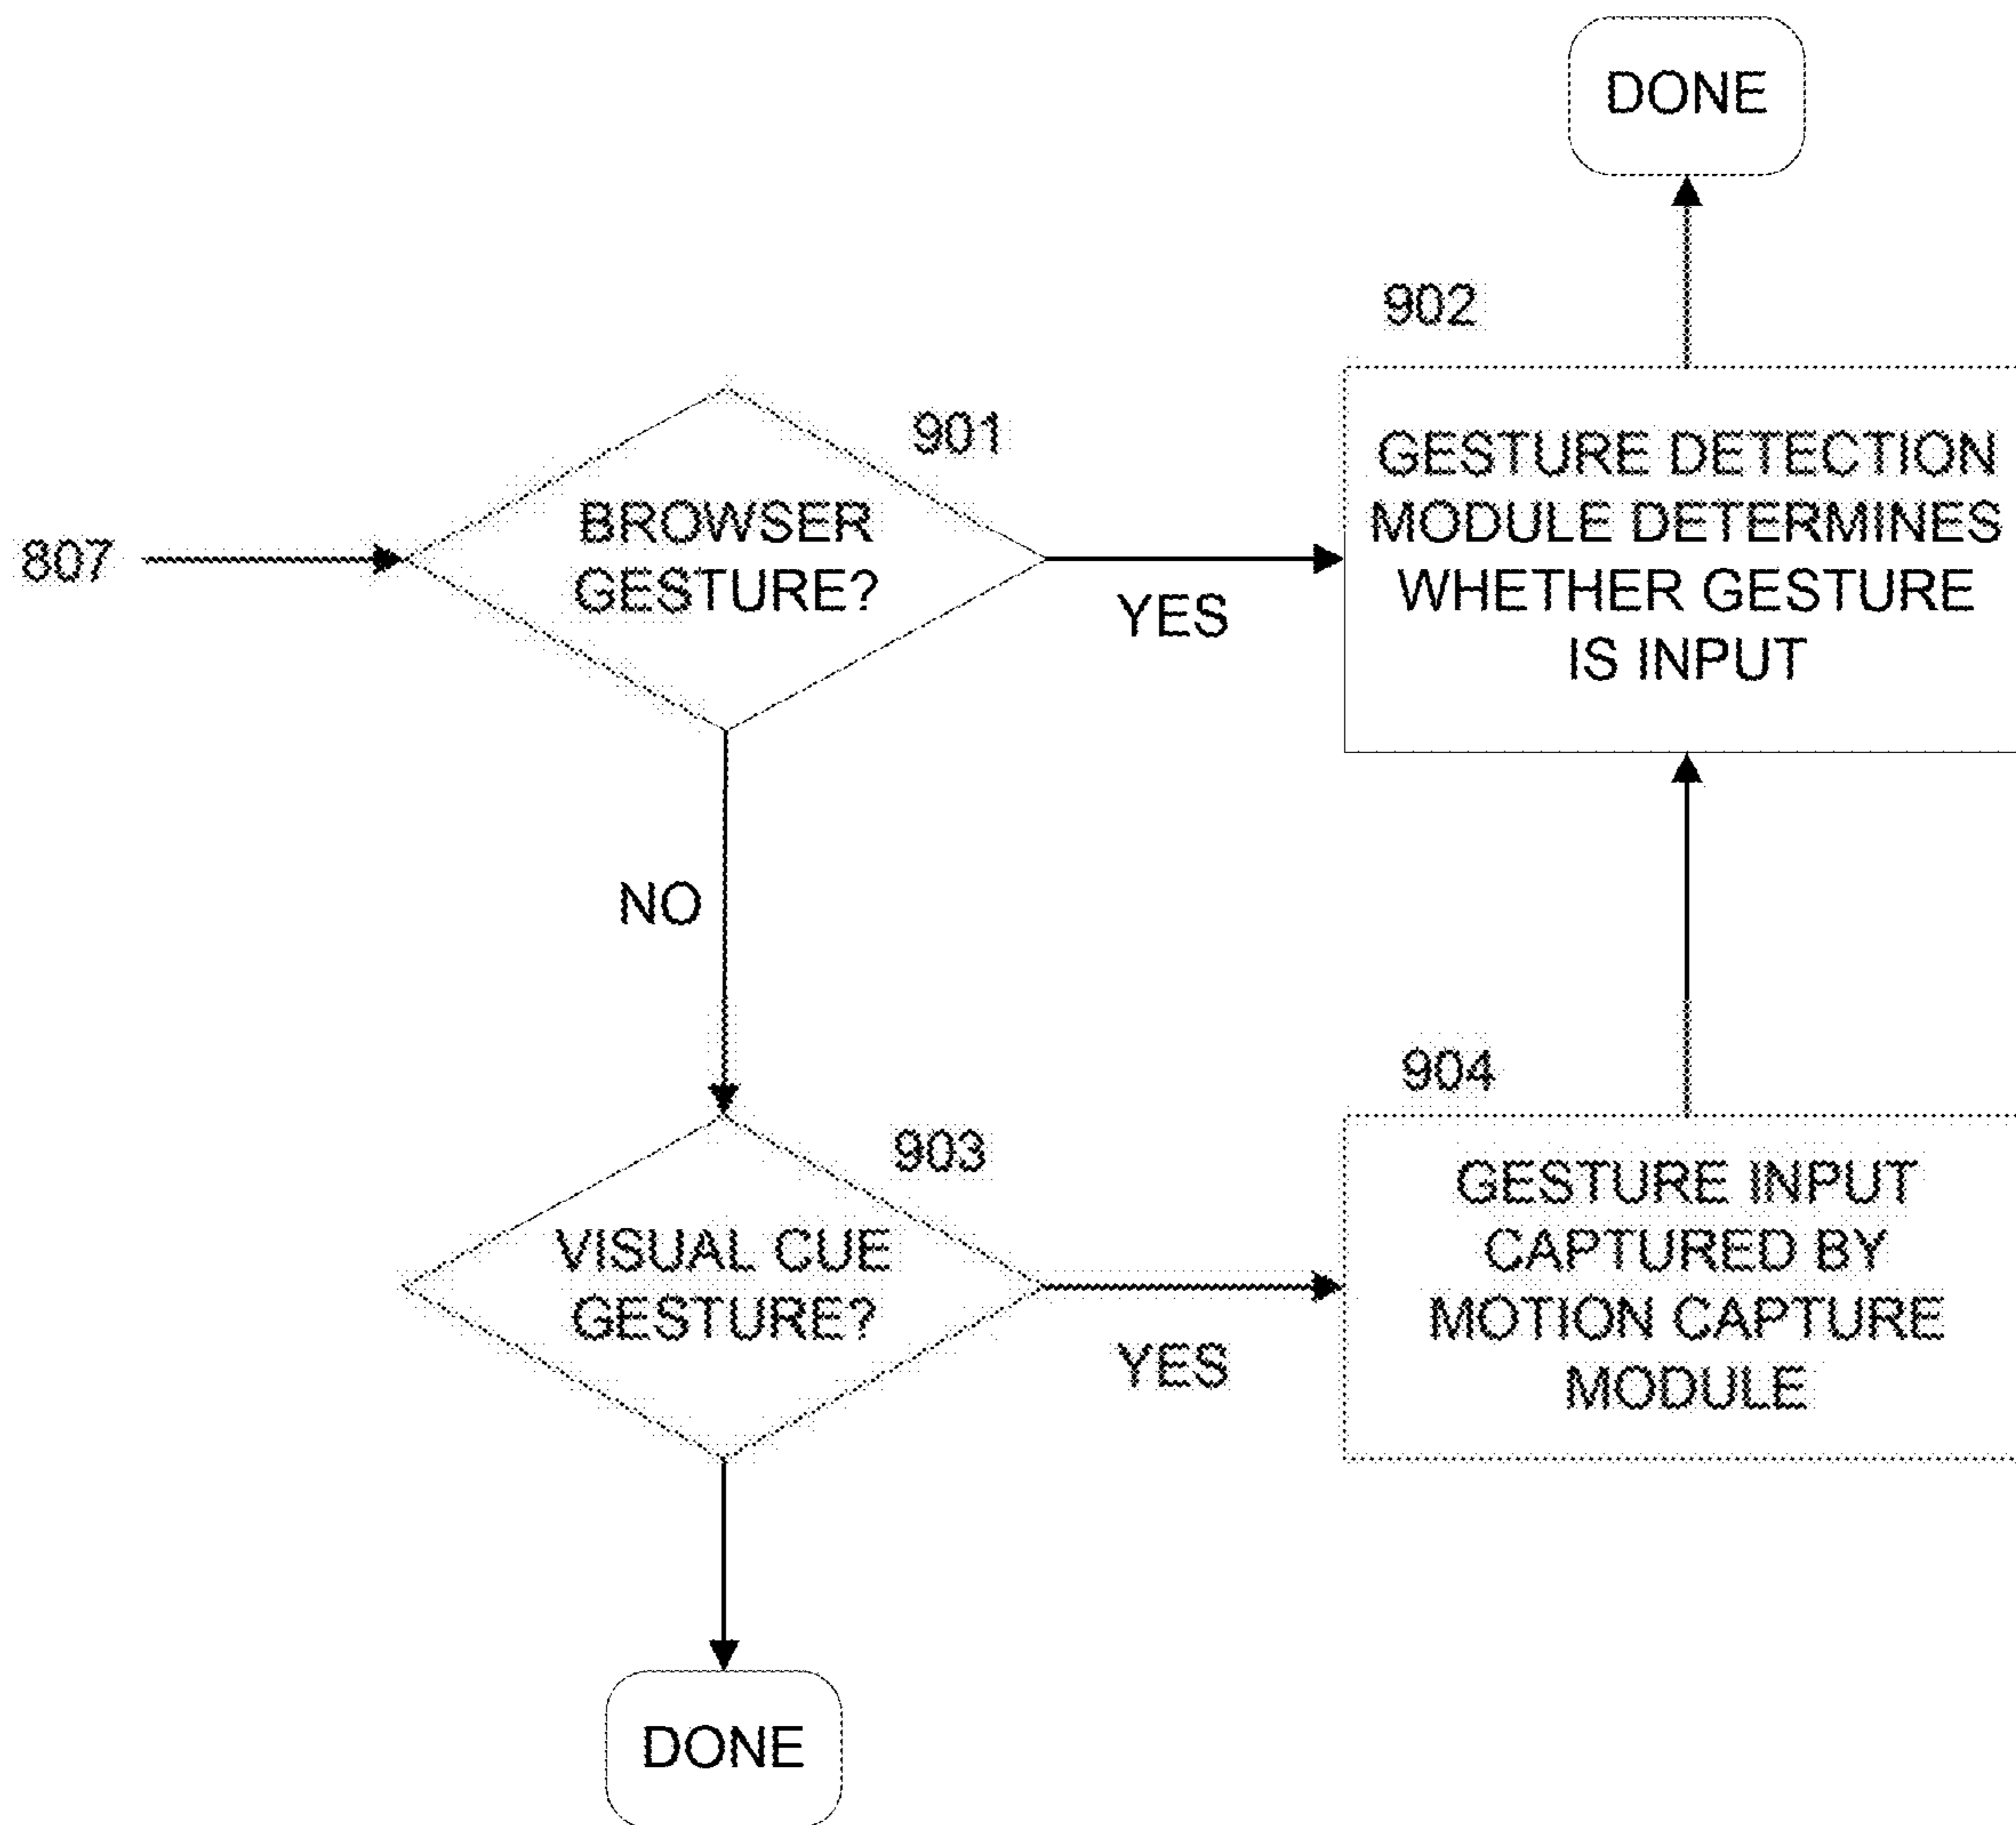 DONE
902
901
GESTURE DETECTION
MODULE DETERMINES
WHETHER GESTURE
IS INPUT
BROWSER
GESTURE?
807
YES
NO
904
903
GESTURE INPUT
CAPTURED BY
MOTION CAPTURE
MODULE
VISUAL CUE
GESTURE?
YES
DONE